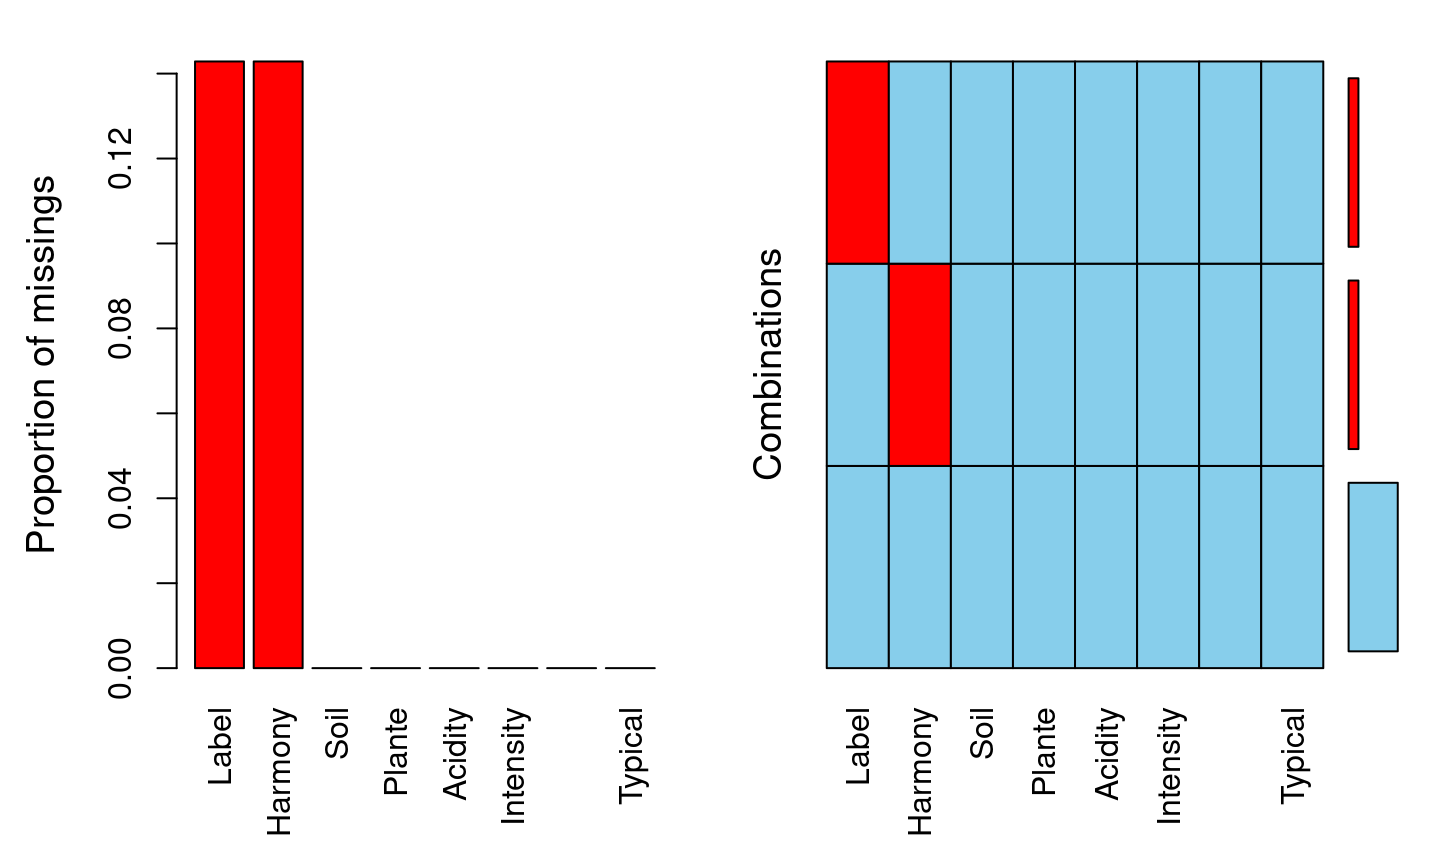 Proportion of missings
0.12
0.08
0.04
0.00
Label
Harmony
Soil
Plante
Acidity
Intensity
Typical
Combinations
Label
Harmony
Soil
Plante
Acidity
Intensity
Typical